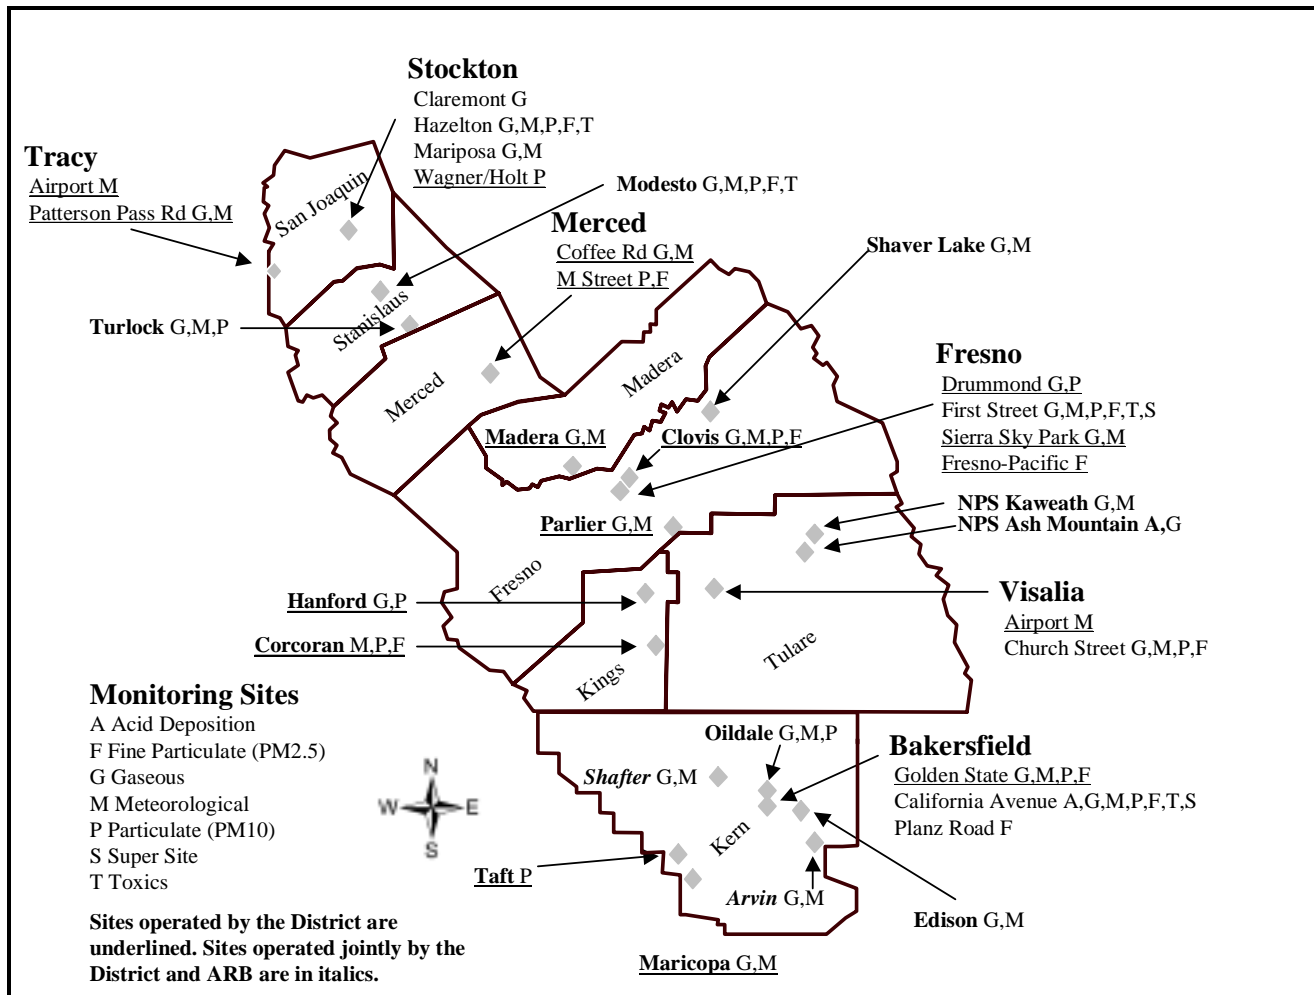 Stockton
Claremont G
Hazelton G,M,P,F,T
Mariposa G,M
Wagner/Holt P
Tracy
Airport M
Patterson Pass Rd G,M
San Joaquin
Modesto G,M,P,F,T
Merced
Coffee Rd G,M
M Street P,F
Shaver Lake G,M
Turlock G,M,P
Stanislaus
Merced
Madera
Fresno
Drummond G,P
First Street G,M,P,F,T,S
Sierra Sky Park G,M
Fresno-Pacific F
Madera G,M
Clovis G,M,P,F
NPS Kaweath G,M
NPS Ash Mountain A,G
Parlier G,M
Fresno
Hanford G,P
Visalia
Airport M
Church Street G,M,P,F
Corcoran M,P,F
Tulare
Kings
Monitoring Sites
A Acid Deposition
F Fine Particulate (PM2.5)
G Gaseous
M Meteorological
P Particulate (PM10)
S Super Site
T Toxics
N
W E
S
Oildale G,M,P
Shafter G,M
Bakersfield
Golden State G,M,P,F
California Avenue A,G,M,P,F,T,S
Planz Road F
Kern
Taft P
Arvin G,M
Edison G,M
Sites operated by the District are
underlined. Sites operated jointly by the
District and ARB are in italics.
Maricopa G,M